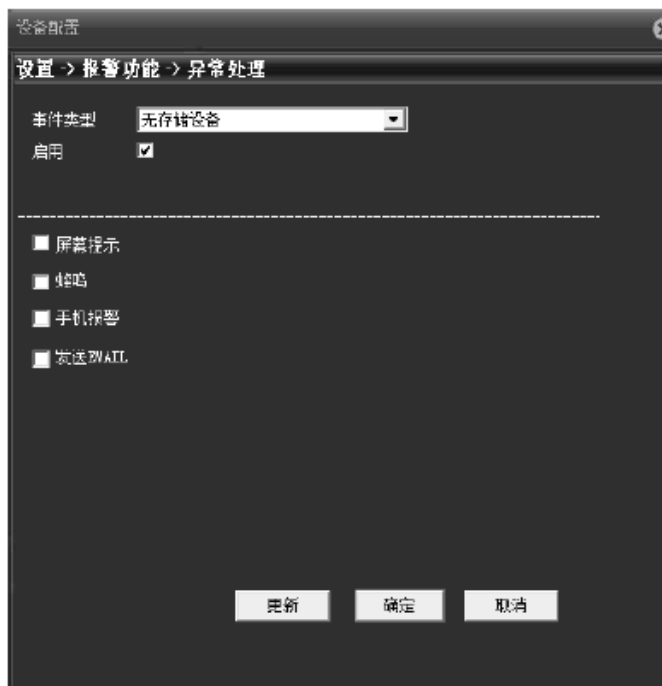 设备配置
设置 -> 报警功能 -> 异常处理
事件类型 无存储设备
启用
屏幕提示
蜂鸣
手机报警
发送EMAIL
更新 确定 取消